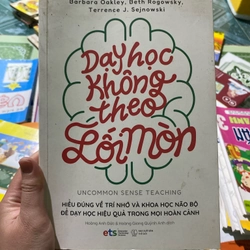 Barbara Oakley, Beth Rogowsky,
Terrence J. Sejnowski
Dạy học
Không
theo
Lối mòn
UNCOMMON SENSE TEACHING
HIỂU ĐÚNG VỀ TRÍ NHỚ VÀ KHOA HỌC NÃO BỘ
ĐỂ DẠY HỌC HIỆU QUẢ TRONG MỌI HOÀN CẢNH
ets